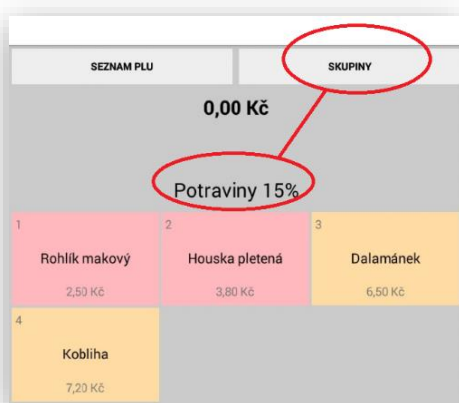 SEZNAM PLU
SKUPINY
0,00 Kč
Potraviny 15%
1
Rohlík makový
2,50 Kč
2
Houska pletená
3,80 Kč
3
Dalamánek
6,50 Kč
4
Kobliha
7,20 Kč